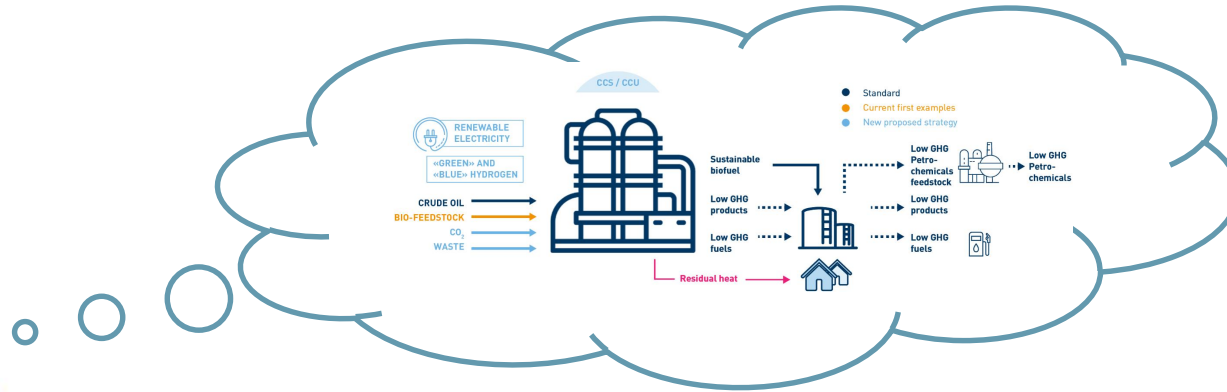 CCS / CCU
Standard
Current first examples
New proposed strategy
RENEWABLE
ELECTRICITY
«GREEN» AND
«BLUE» HYDROGEN
CRUDE OIL
BIO-FEEDSTOCK
CO₂
WASTE
Sustainable
biofuel
Low GHG
products
Low GHG
fuels
Residual heat
Low GHG
Petro-
chemicals
feedstock
Low GHG
Petro-
chemicals
Low GHG
products
Low GHG
fuels